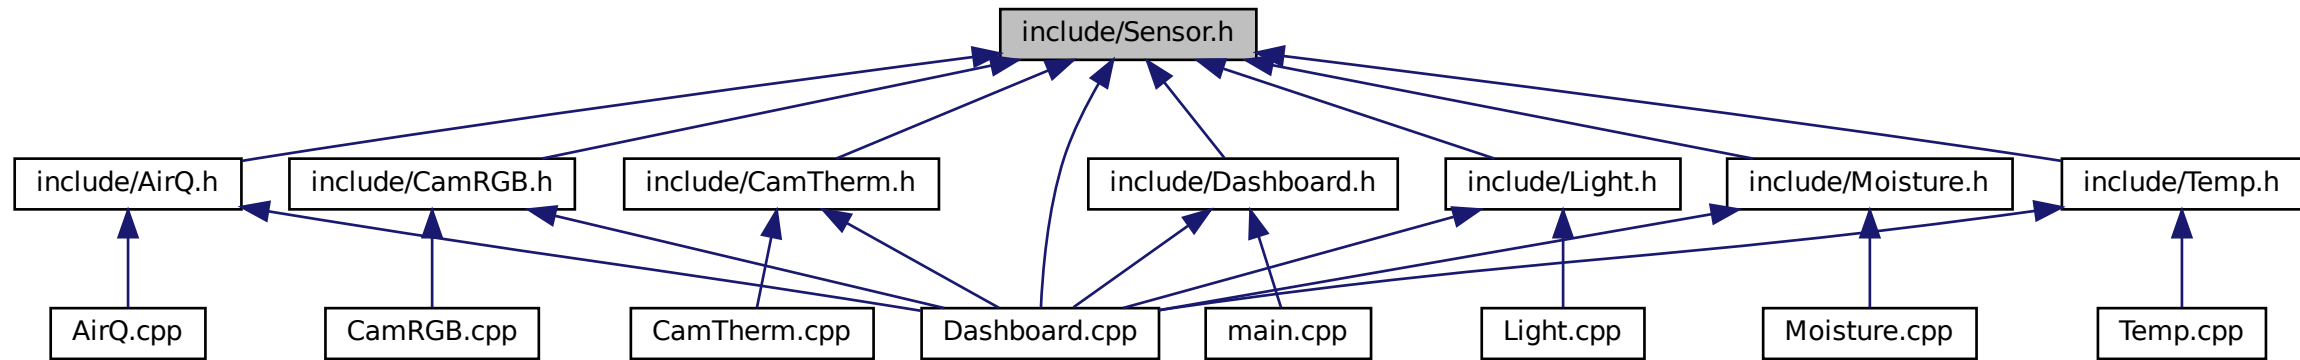 include/Sensor.h
include/AirQ.h
include/CamRGB.h
include/CamTherm.h
include/Dashboard.h
include/Light.h
include/Moisture.h
include/Temp.h
AirQ.cpp
CamRGB.cpp
CamTherm.cpp
Dashboard.cpp
main.cpp
Light.cpp
Moisture.cpp
Temp.cpp